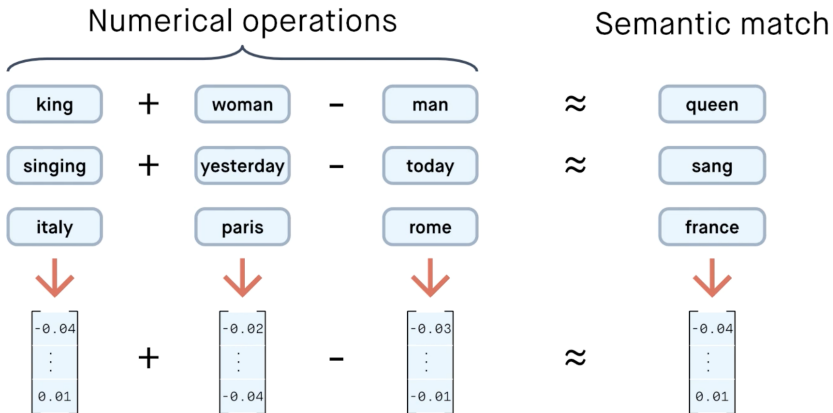 Numerical operations Semantic match
king + woman - man ≈ queen
singing + yesterday - today ≈ sang
italy paris rome france
-0.04 -0.02 -0.03 -0.04
+ - ≈
0.01 -0.04 -0.01 0.01